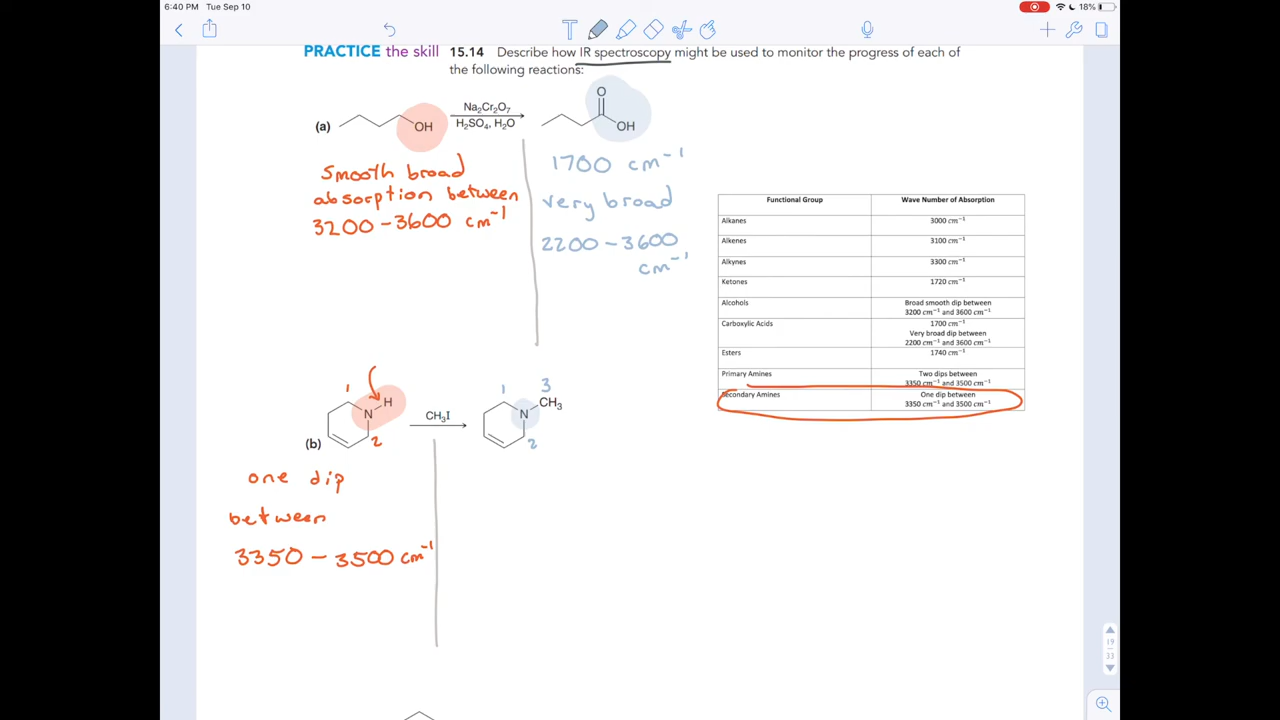 6:40 PM Tue Sep 10
18%
PRACTICE the skill 15.14 Describe how IR spectroscopy might be used to monitor the progress of each of
the following reactions:
(a)
OH
Na₂Cr₂O₇
H₂SO₄, H₂O
O
OH
smooth broad
absorption between
3200 - 3600 cm⁻¹
1700 cm⁻¹
very broad
2200 - 3600
cm⁻¹
Functional Group Wave Number of Absorption
Alkanes 3000 cm⁻¹
Alkenes 3100 cm⁻¹
Alkynes 3300 cm⁻¹
Ketones 1720 cm⁻¹
Alcohols Broad smooth dip between
3200 cm⁻¹ and 3600 cm⁻¹
Carboxylic Acids 1700 cm⁻¹
Very broad dip between
2200 cm⁻¹ and 3600 cm⁻¹
Esters 1740 cm⁻¹
Primary Amines Two dips between
3350 cm⁻¹ and 3500 cm⁻¹
Secondary Amines One dip between
3350 cm⁻¹ and 3500 cm⁻¹
(b)
1
N
H
2
CH₃I
1
3
N
CH₃
2
one dip
between
3350 - 3500 cm⁻¹
19
33